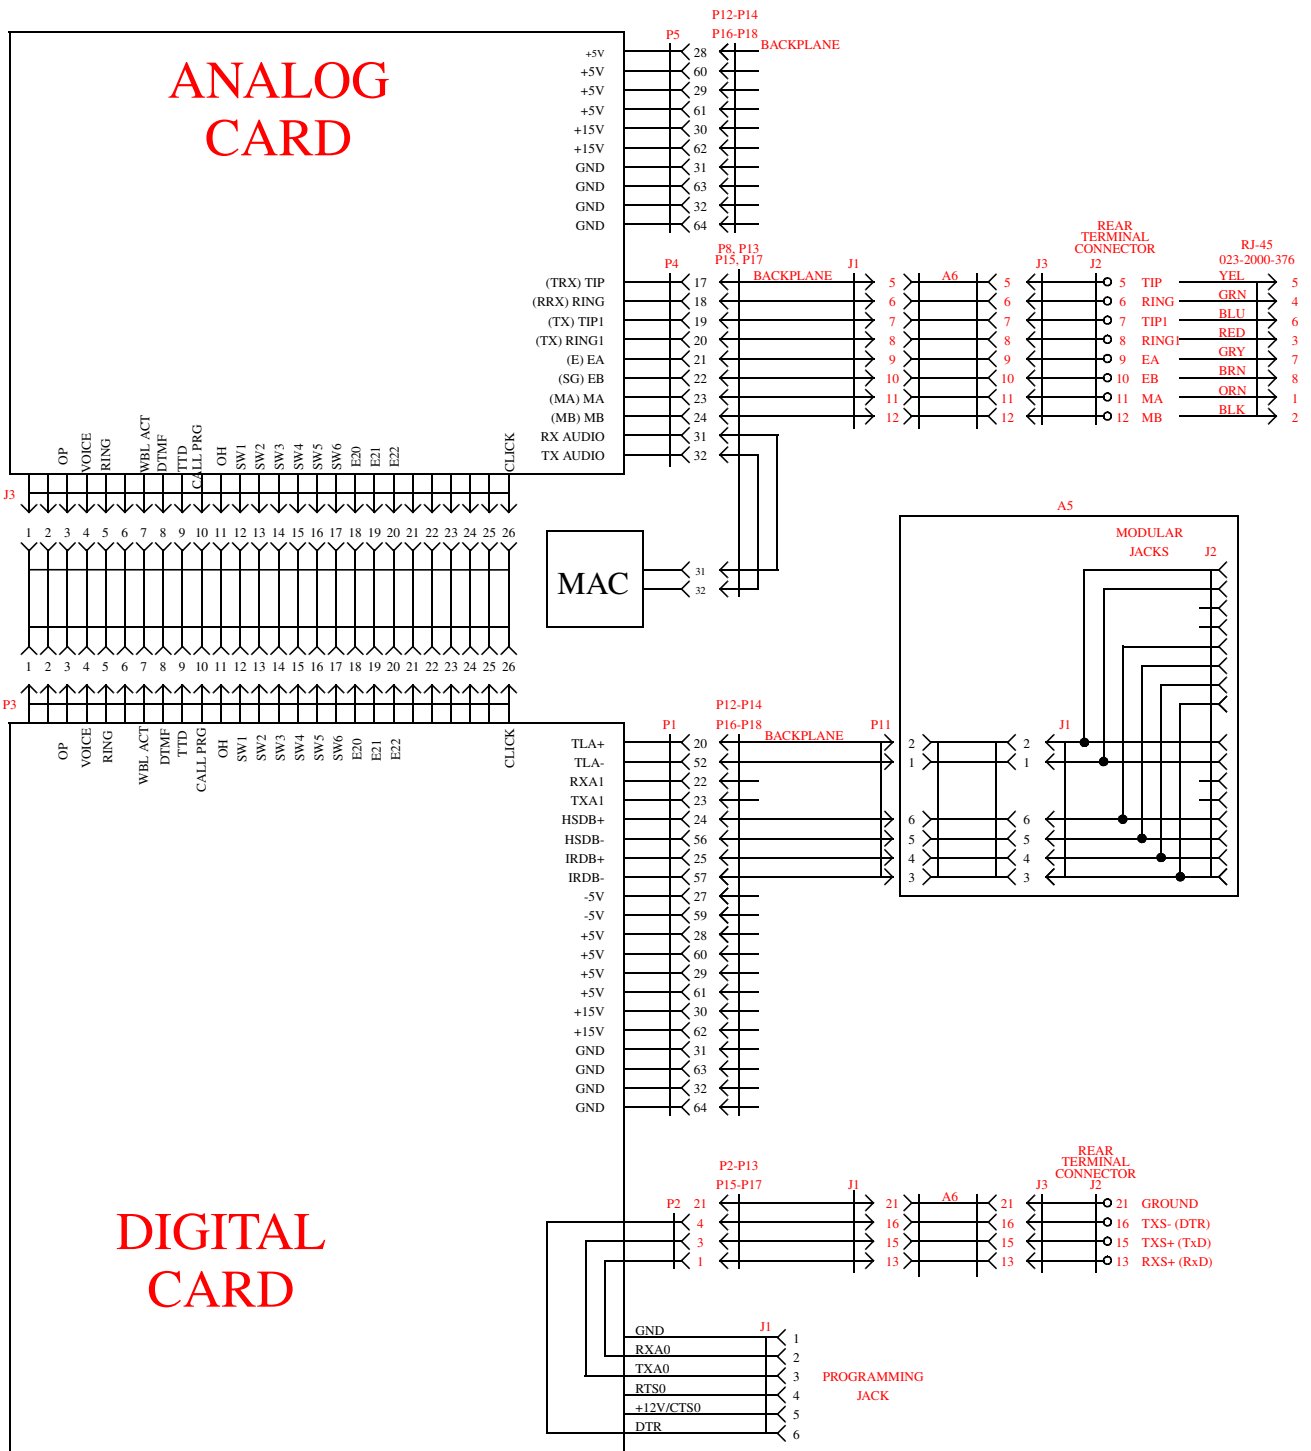 P12-P14
P5 P16-P18
BACKPLANE
ANALOG
CARD
+5V 28
+5V 60
+5V 29
+5V 61
+15V 30
+15V 62
GND 31
GND 63
GND 32
GND 64
REAR
TERMINAL
CONNECTOR
RJ-45
023-2000-376
P8, P13
P4 P15, P17 J1 J3 J2
BACKPLANE A6
(TRX) TIP 17 5 5 5 TIP YEL 5
(RRX) RING 18 6 6 6 RING GRN 4
(TX) TIP1 19 7 7 7 TIP1 BLU 6
(TX) RING1 20 8 8 8 RING1 RED 3
(E) EA 21 9 9 9 EA GRY 7
(SG) EB 22 10 10 10 EB BRN 8
(MA) MA 23 11 11 11 MA ORN 1
(MB) MB 24 12 12 12 MB BLK 2
RX AUDIO 31
TX AUDIO 32
OP VOICE RING WBL ACT DTMF TTD CALL PRG OH SW1 SW2 SW3 SW4 SW5 SW6 E20 E21 E22 CLICK
J3
1 2 3 4 5 6 7 8 9 10 11 12 13 14 15 16 17 18 19 20 21 22 23 24 25 26
MAC
31
32
A5
MODULAR
JACKS
J2
1 2 3 4 5 6 7 8 9 10 11 12 13 14 15 16 17 18 19 20 21 22 23 24 25 26
P3
OP VOICE RING WBL ACT DTMF TTD CALL PRG OH SW1 SW2 SW3 SW4 SW5 SW6 E20 E21 E22 CLICK
P12-P14
P1 P16-P18 P11 J1
BACKPLANE
TLA+ 20 2 2
TLA- 52 1 1
RXA1 22
TXA1 23
HSDB+ 24 6 6
HSDB- 56 5 5
IRDB+ 25 4 4
IRDB- 57 3 3
-5V 27
-5V 59
+5V 28
+5V 60
+5V 29
+5V 61
+15V 30
+15V 62
GND 31
GND 63
GND 32
GND 64
REAR
TERMINAL
CONNECTOR
P2-P13
P15-P17 J1 J3 J2
A6
P2 21 21 21 21 GROUND
4 16 16 16 TXS- (DTR)
3 15 15 15 TXS+ (TxD)
1 13 13 13 RXS+ (RxD)
DIGITAL
CARD
J1
GND 1
RXA0 2
TXA0 3
RTS0 4
+12V/CTS0 5
DTR 6
PROGRAMMING
JACK